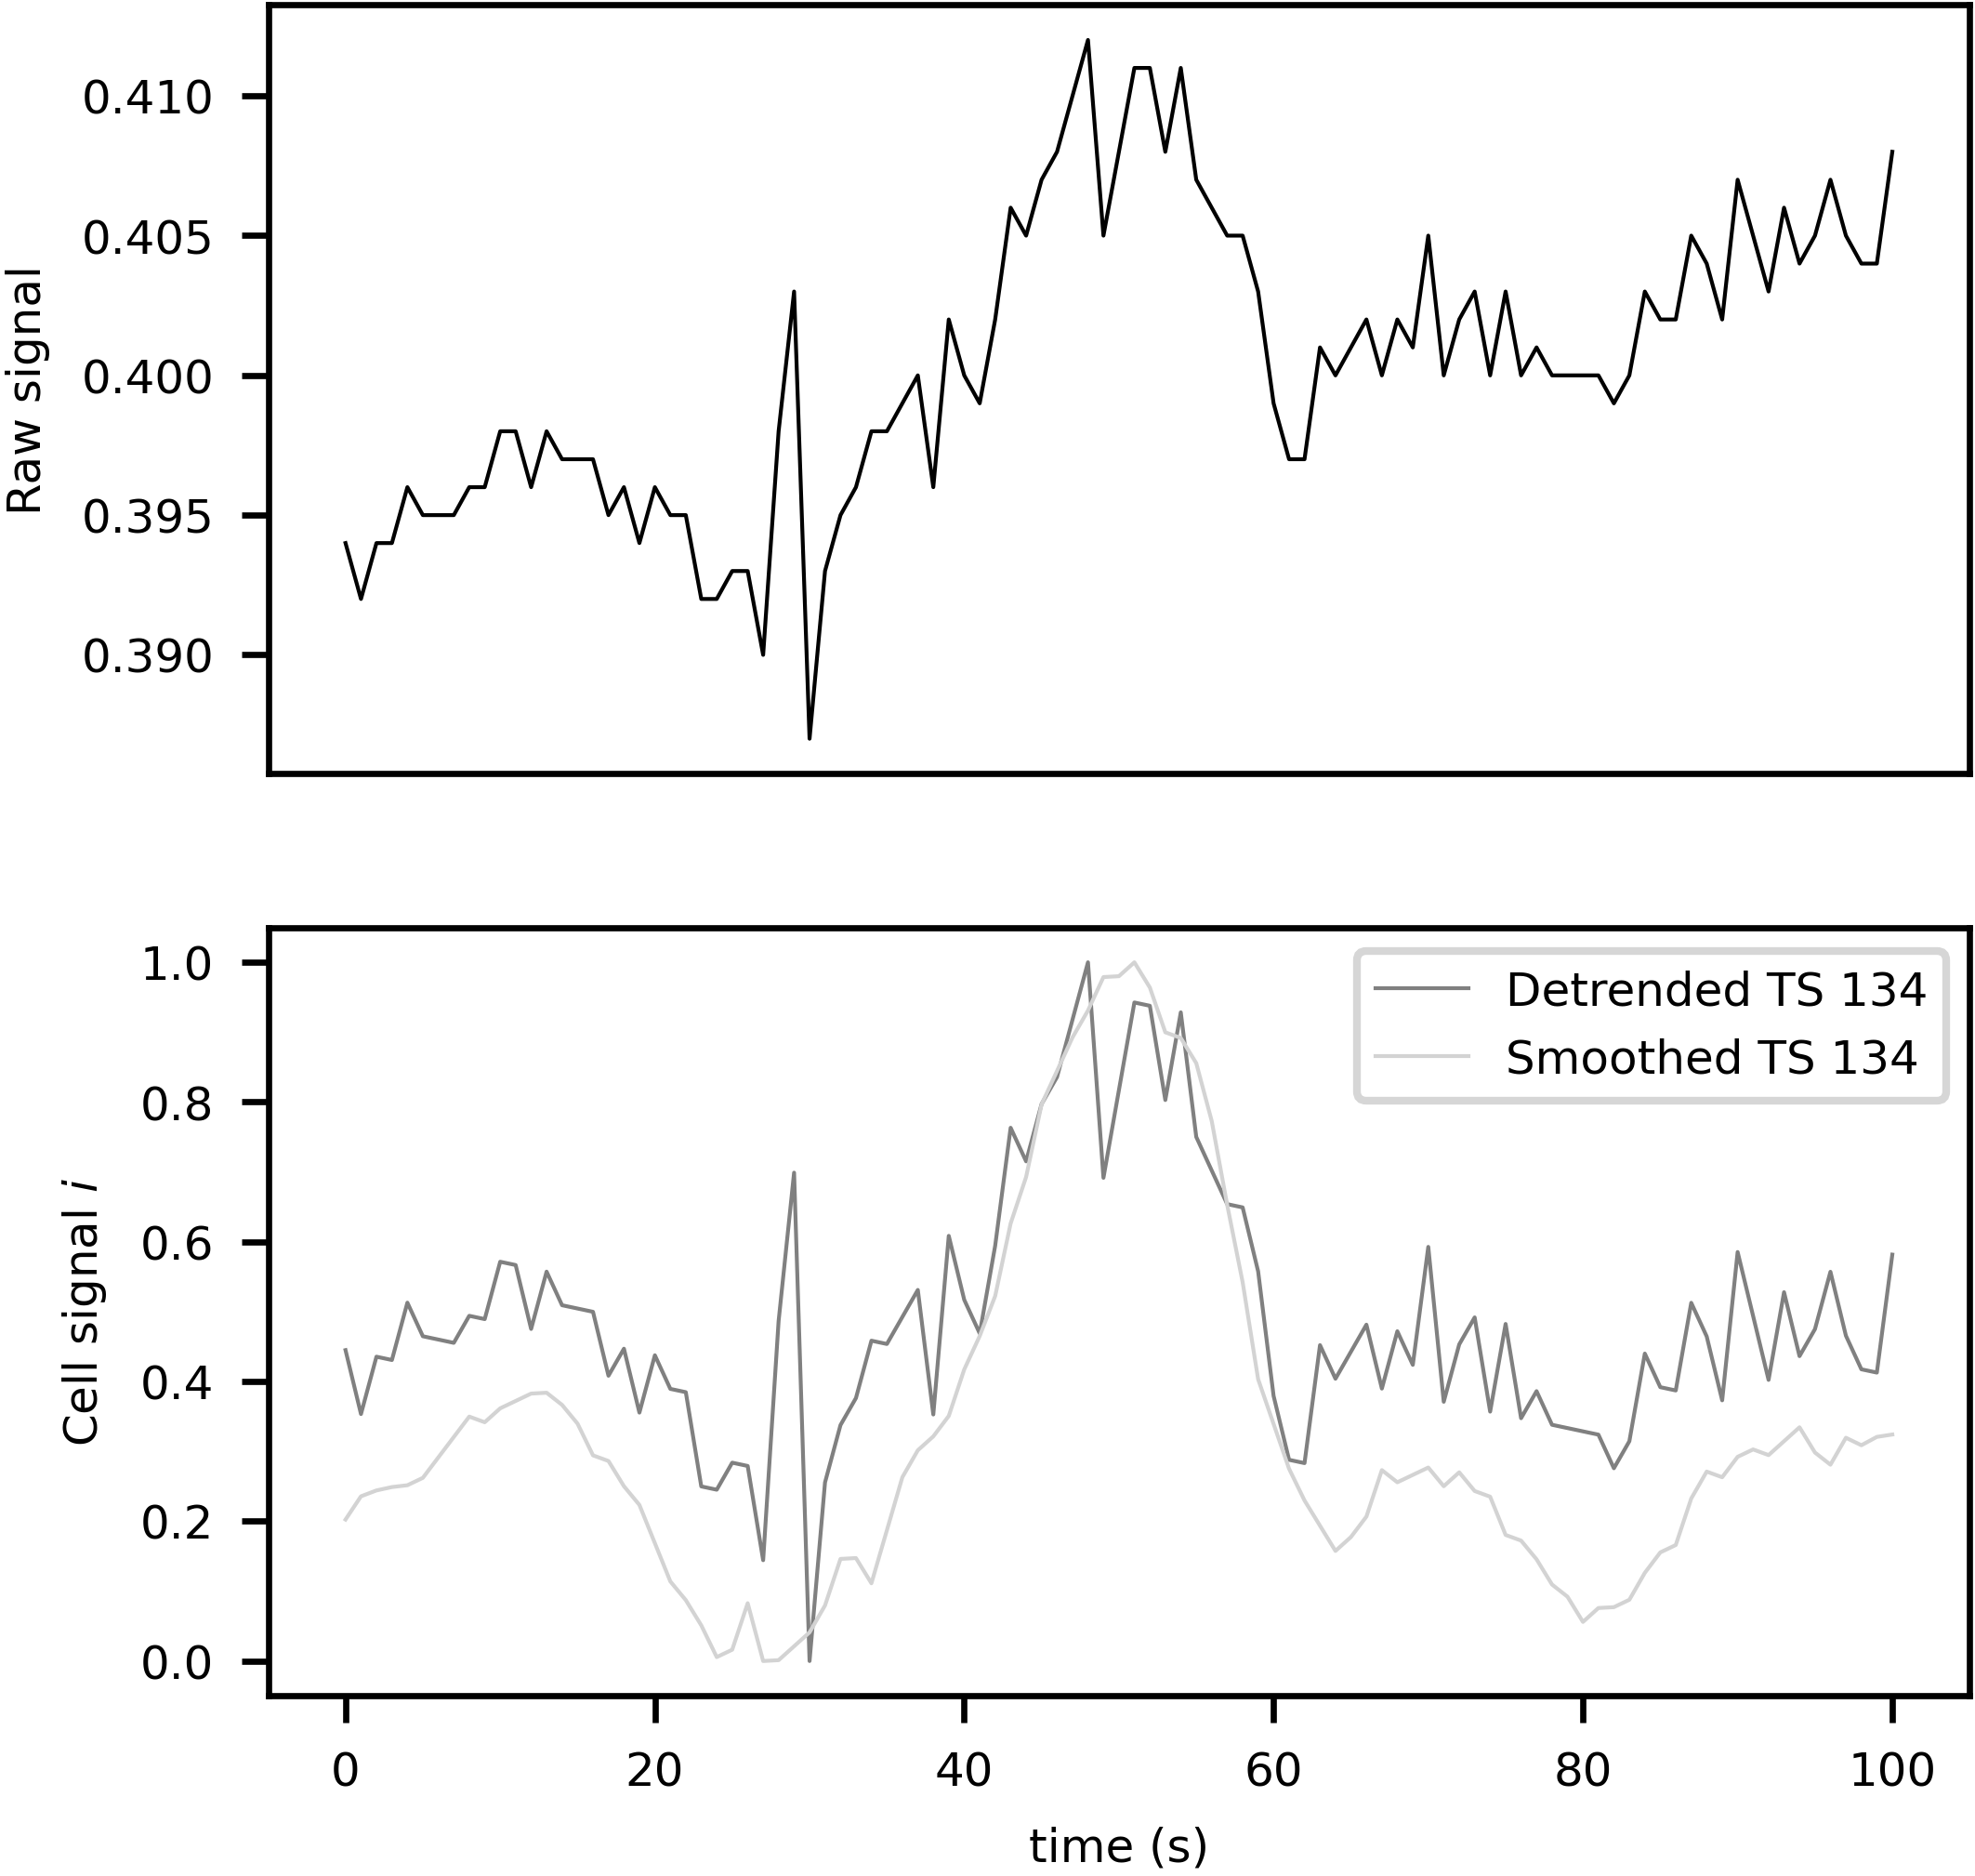 Raw signal
0.410
0.405
0.400
0.395
0.390
Cell signal i
1.0
0.8
0.6
0.4
0.2
0.0
Detrended TS 134
Smoothed TS 134
0 20 40 60 80 100
time (s)